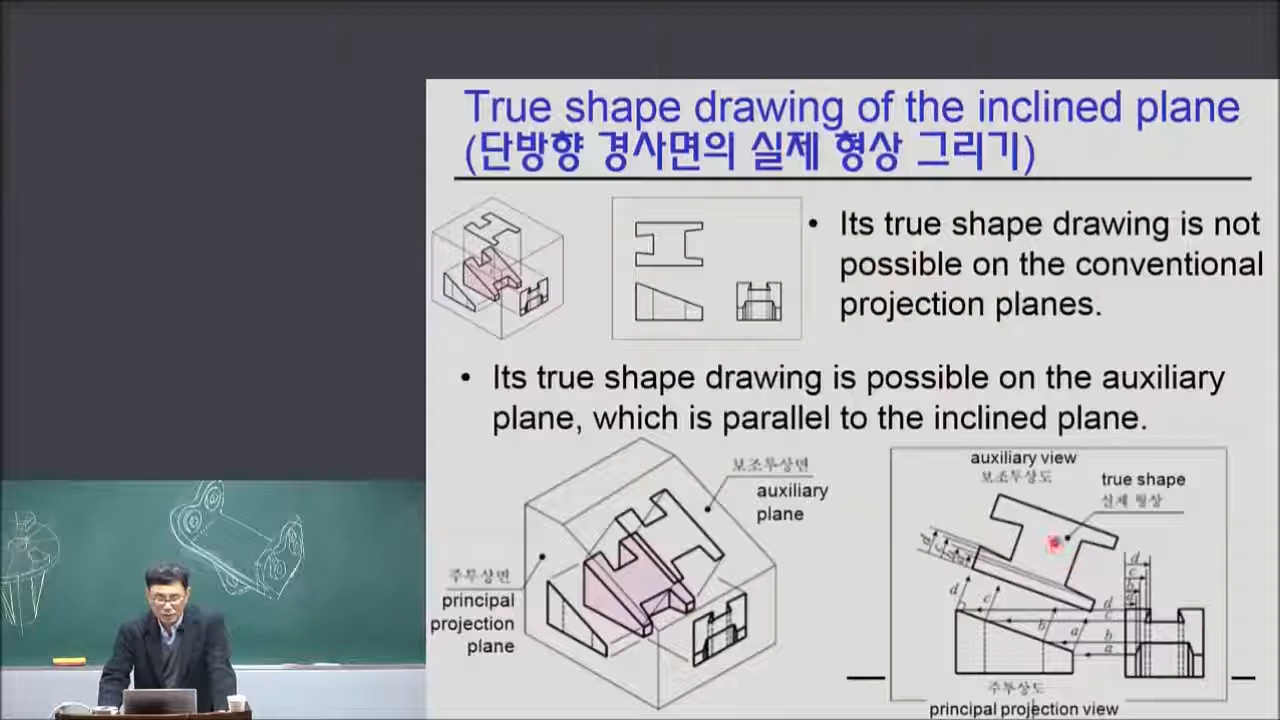 True shape drawing of the inclined plane
(단방향 경사면의 실제 형상 그리기)
• Its true shape drawing is not
possible on the conventional
projection planes.
• Its true shape drawing is possible on the auxiliary
plane, which is parallel to the inclined plane.
보조투상면
auxiliary
plane
주투상면
principal
projection
plane
auxiliary view
보조투상도
true shape
실제 형상
d
c
b
a
d
c
b
a
d
c
b
a
주투상도
principal projection view